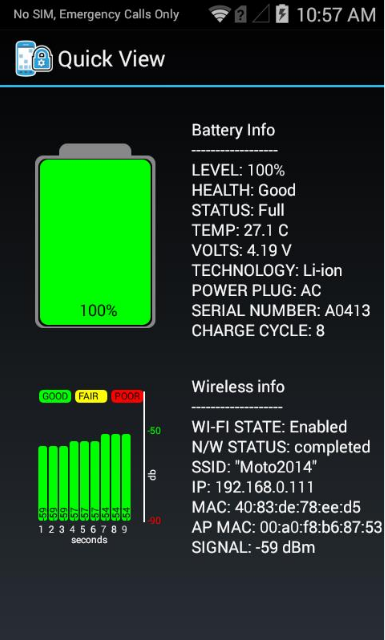 No SIM, Emergency Calls Only 10:57 AM
Quick View
Battery Info
------------------
LEVEL: 100%
HEALTH: Good
STATUS: Full
TEMP: 27.1 C
VOLTS: 4.19 V
TECHNOLOGY: Li-ion
POWER PLUG: AC
SERIAL NUMBER: A0413
CHARGE CYCLE: 8
100%
Wireless info
-------------------
WI-FI STATE: Enabled
N/W STATUS: completed
SSID: "Moto2014"
IP: 192.168.0.111
MAC: 40:83:de:78:ee:d5
AP MAC: 00:a0:f8:b6:87:53
SIGNAL: -59 dBm
GOOD FAIR POOR
-50
db
-90
59 59 59 57 57 57 54 54 54
1 2 3 4 5 6 7 8 9
seconds